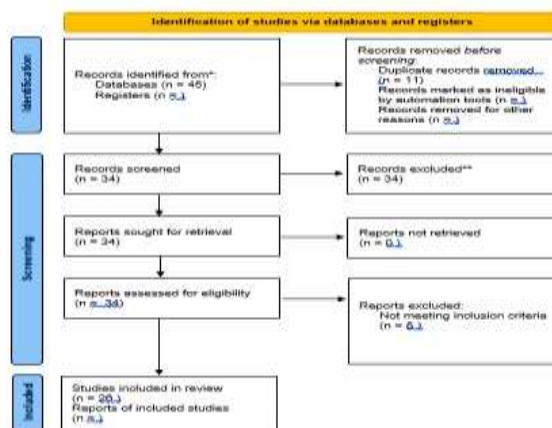 Identification of studies via databases and registers
Identification
Records identified from*:
Databases (n = 45)
Registers (n = )
Records removed before
screening:
Duplicate records removed
(n = 11)
Records marked as ineligible
by automation tools (n = )
Records removed for other
reasons (n = )
Screening
Records screened
(n = 34)
Records excluded**
(n = 34)
Reports sought for retrieval
(n = 34)
Reports not retrieved
(n = 0 )
Reports assessed for eligibility
(n = 34)
Reports excluded:
Not meeting inclusion criteria
(n = )
Included
Studies included in review
(n = )
Reports of included studies
(n = )